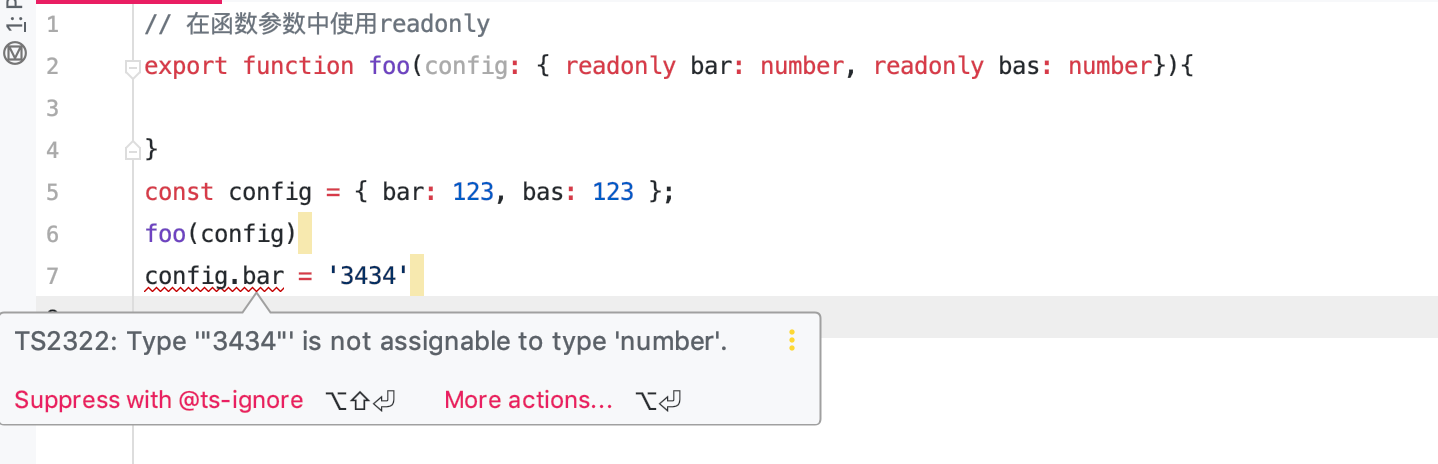 1: P
1 // 在函数参数中使用readonly
2 export function foo(config: { readonly bar: number, readonly bas: number}){
3
4 }
5 const config = { bar: 123, bas: 123 };
6 foo(config)
7 config.bar = '3434'
TS2322: Type '"3434"' is not assignable to type 'number'.
Suppress with @ts-ignore ⌥⇧⏎ More actions... ⌥⏎